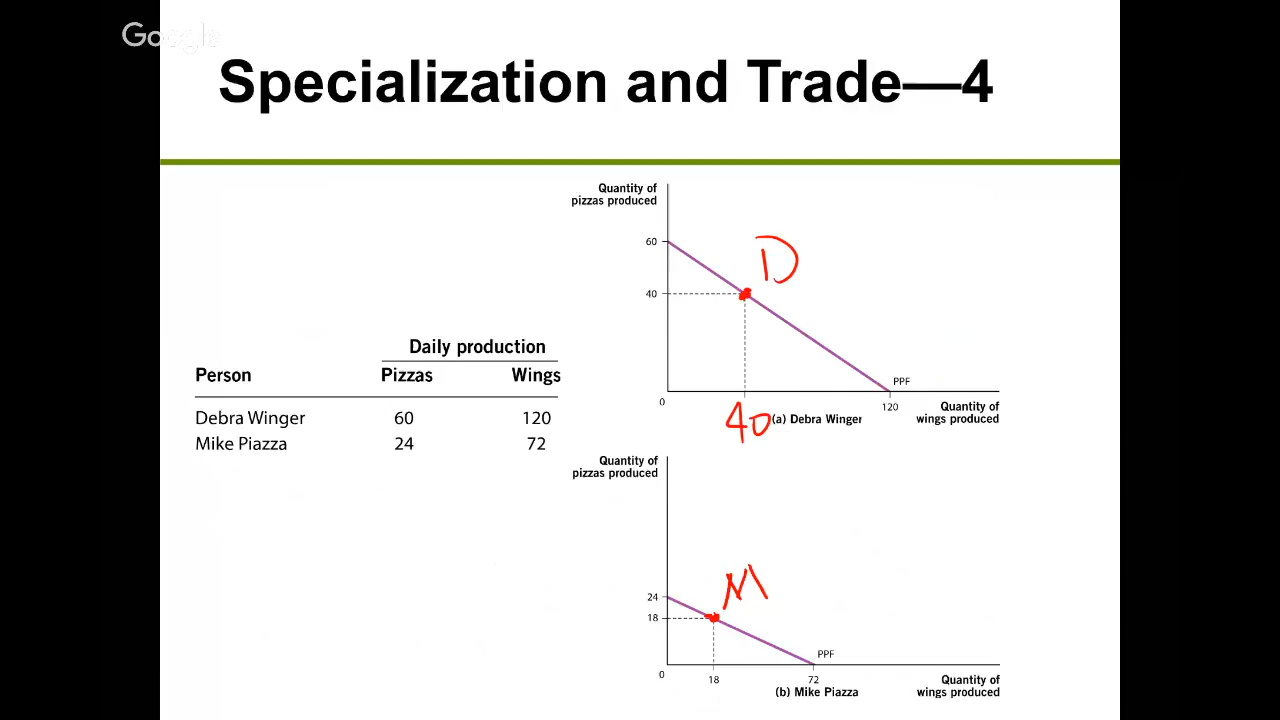 Google
Specialization and Trade—4
Daily production
Person Pizzas Wings
Debra Winger 60 120
Mike Piazza 24 72
Quantity of
pizzas produced
60
D
40
PPF
0
40
120
Quantity of
wings produced
(a) Debra Winger
Quantity of
pizzas produced
M
24
18
PPF
0
18
72
Quantity of
wings produced
(b) Mike Piazza